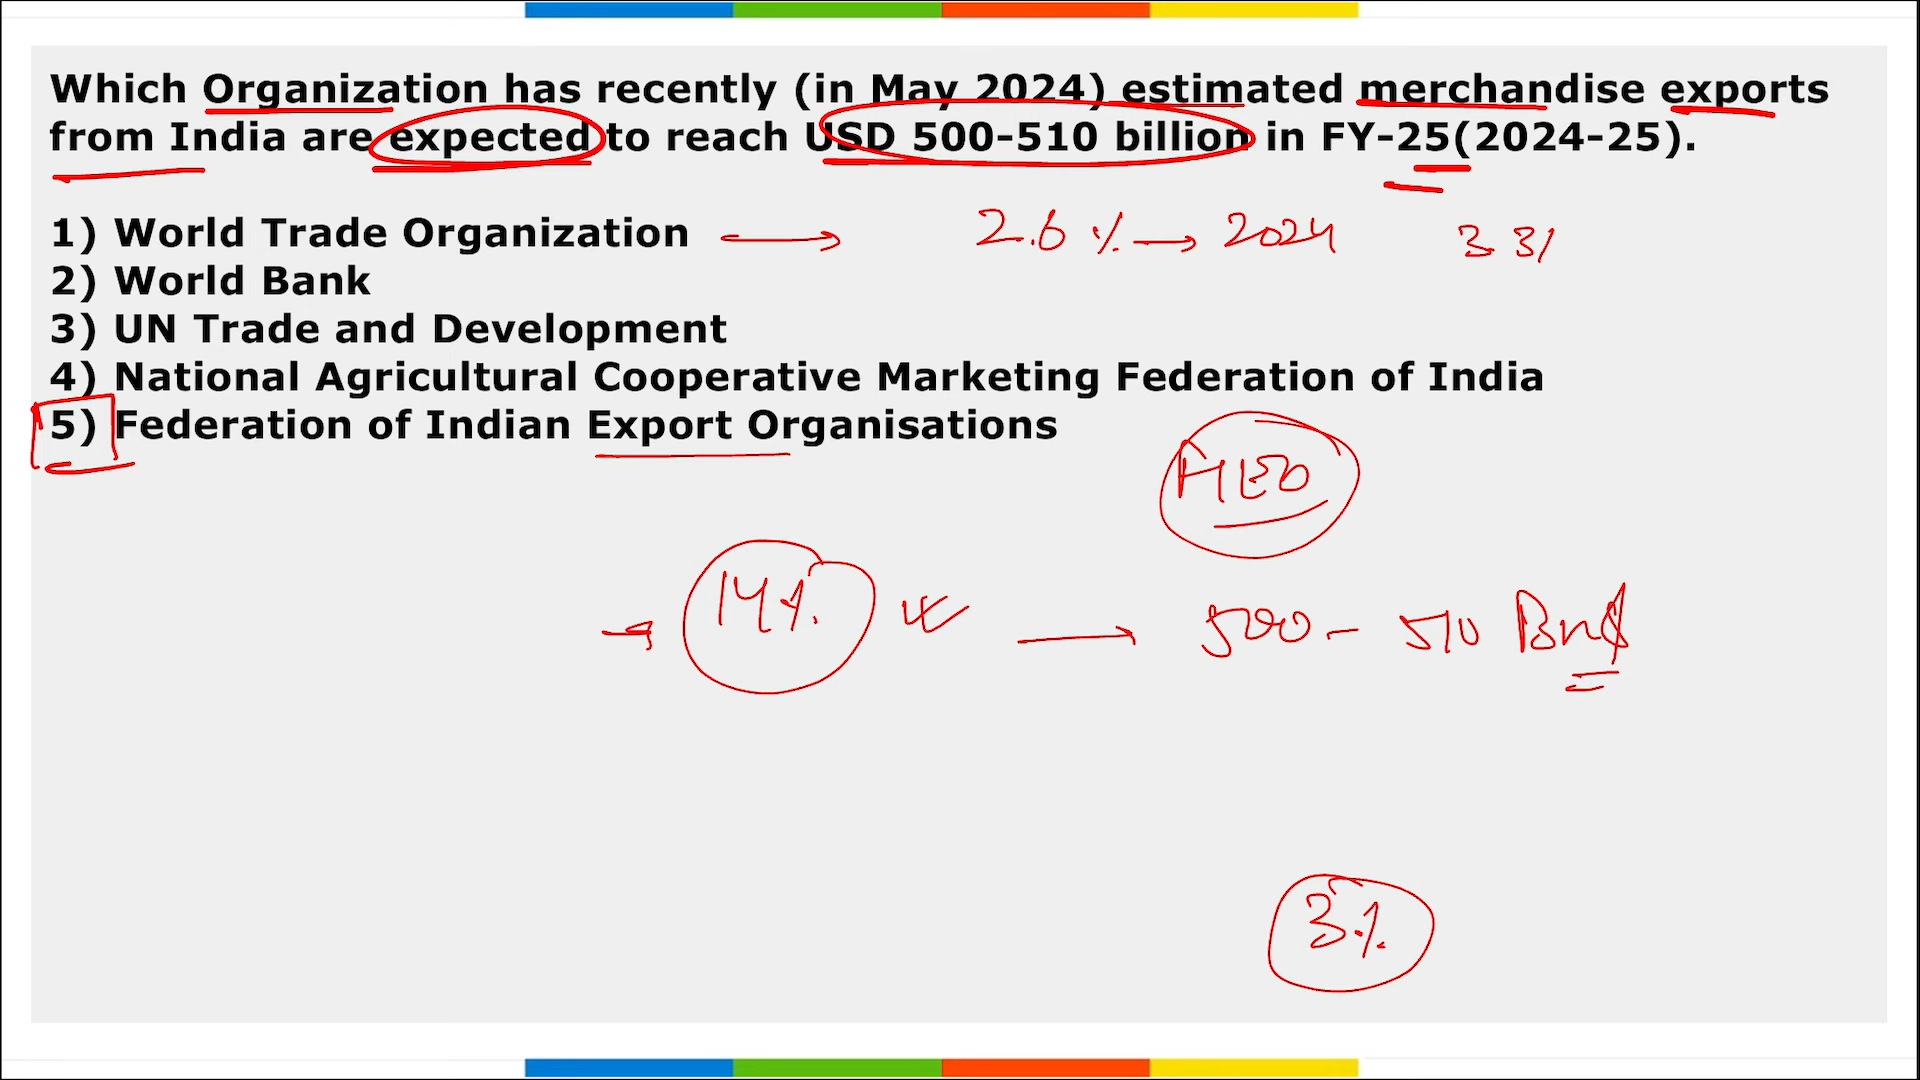 Which Organization has recently (in May 2024) estimated merchandise exports
from India are expected to reach USD 500-510 billion in FY-25(2024-25).
1) World Trade Organization 2.6 % → 2024 3.3%
2) World Bank
3) UN Trade and Development
4) National Agricultural Cooperative Marketing Federation of India
5) Federation of Indian Export Organisations
14%. 500 - 510 Bn$
3%.